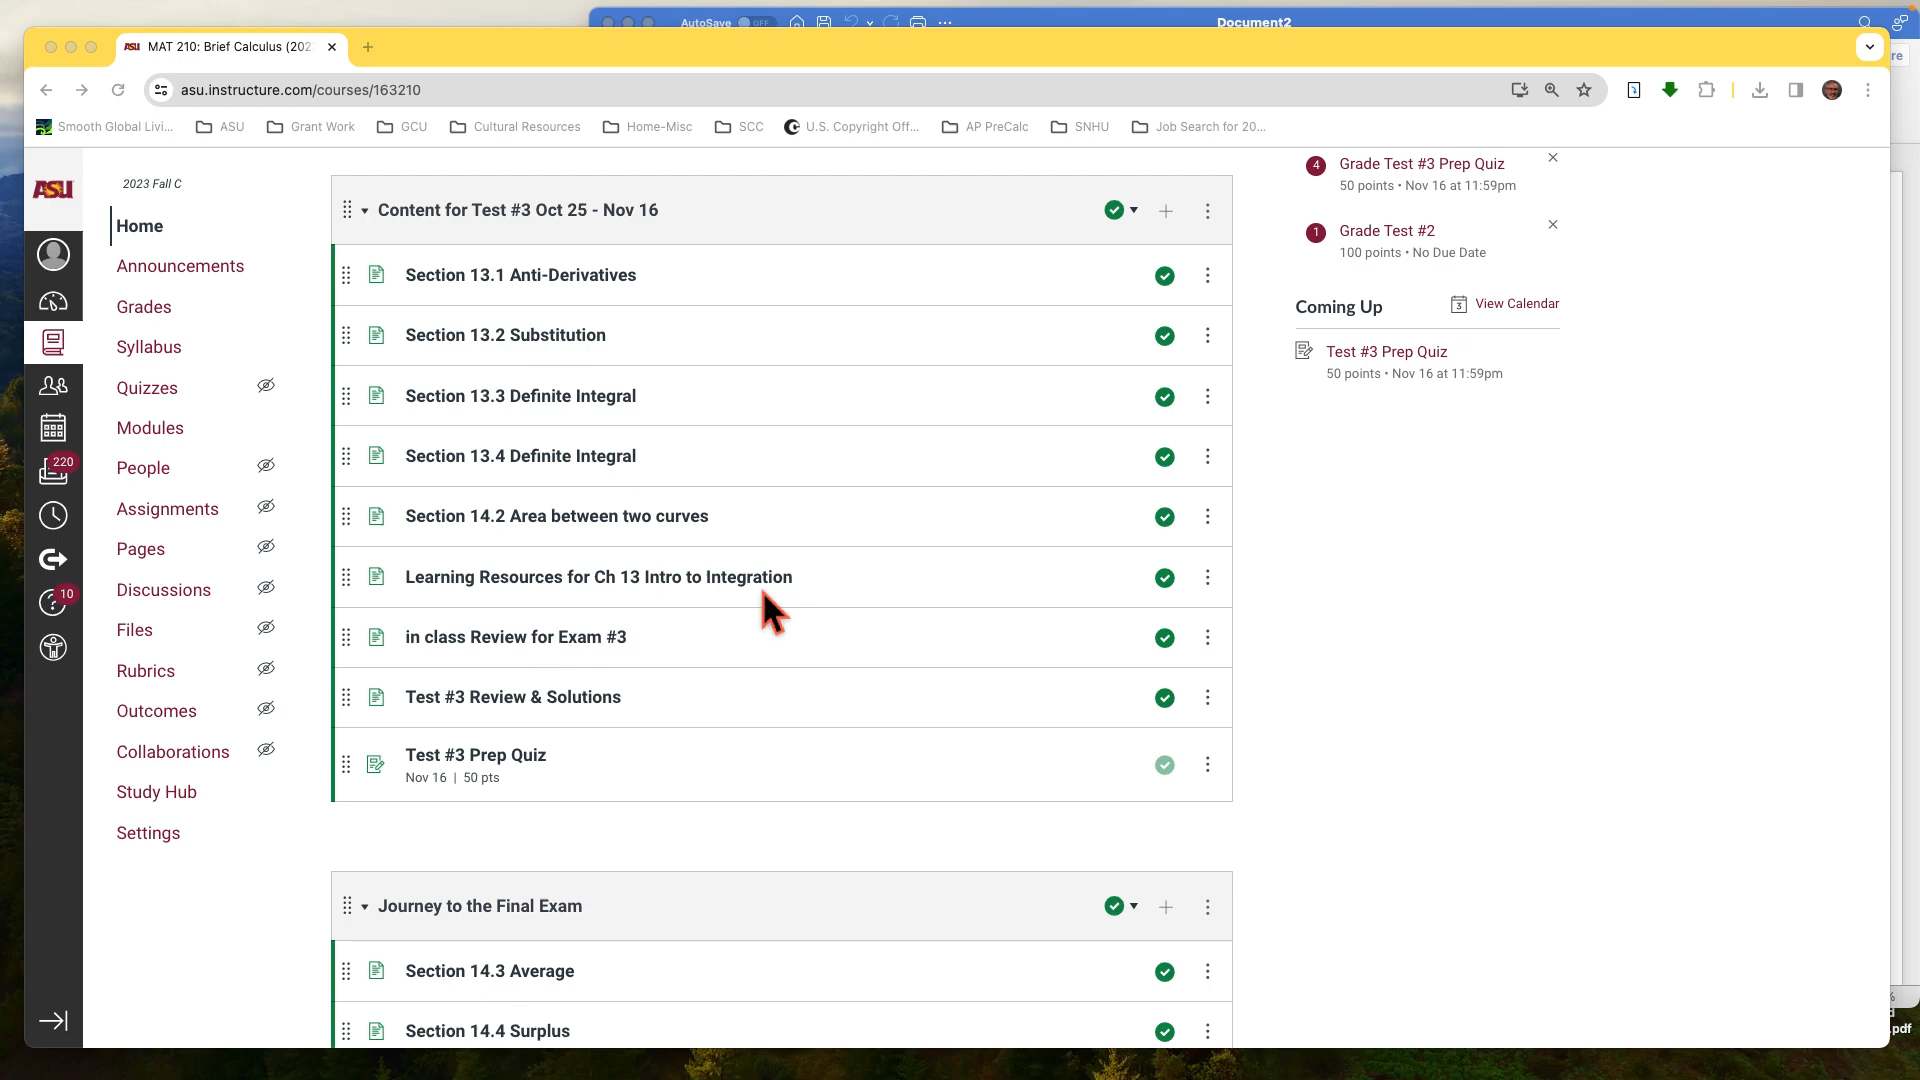 AutoSave OFF
Document2
ASU MAT 210: Brief Calculus (202
re
asu.instructure.com/courses/163210
Smooth Global Livi...
ASU
Grant Work
GCU
Cultural Resources
Home-Misc
SCC
U.S. Copyright Off...
AP PreCalc
SNHU
Job Search for 20...
ASU
220
10
2023 Fall C
Home
Announcements
Grades
Syllabus
Quizzes
Modules
People
Assignments
Pages
Discussions
Files
Rubrics
Outcomes
Collaborations
Study Hub
Settings
Content for Test #3 Oct 25 - Nov 16
Section 13.1 Anti-Derivatives
Section 13.2 Substitution
Section 13.3 Definite Integral
Section 13.4 Definite Integral
Section 14.2 Area between two curves
Learning Resources for Ch 13 Intro to Integration
in class Review for Exam #3
Test #3 Review & Solutions
Test #3 Prep Quiz
Nov 16 | 50 pts
Journey to the Final Exam
Section 14.3 Average
Section 14.4 Surplus
4 Grade Test #3 Prep Quiz
50 points • Nov 16 at 11:59pm
1 Grade Test #2
100 points • No Due Date
Coming Up
3 View Calendar
Test #3 Prep Quiz
50 points • Nov 16 at 11:59pm
%
d
.pdf